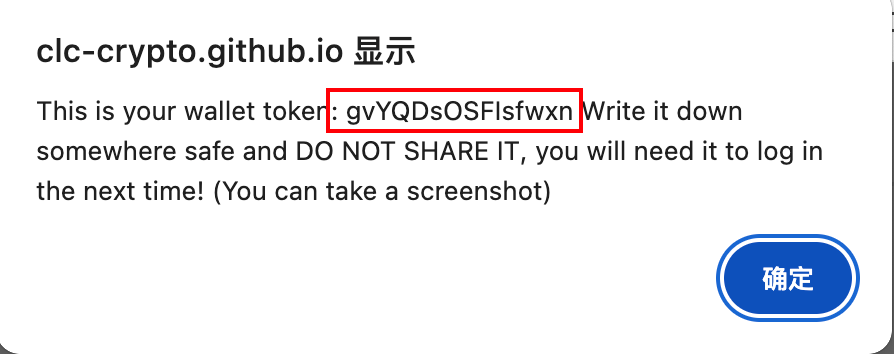 clc-crypto.github.io 显示
This is your wallet token: gvYQDsOSFIsfwxn Write it down
somewhere safe and DO NOT SHARE IT, you will need it to log in
the next time! (You can take a screenshot)
确定